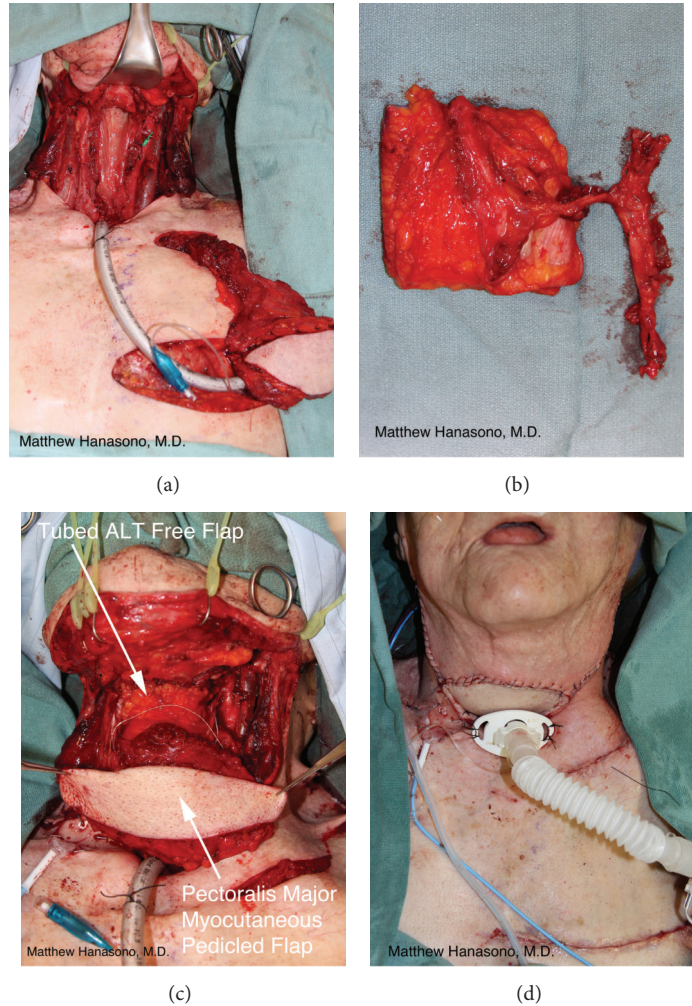 Matthew Hanasono, M.D.
(a)
Matthew Hanasono, M.D.
(b)
Tubed ALT Free Flap
Pectoralis Major
Myocutaneous
Pedicled Flap
Matthew Hanasono, M.D.
(c)
Matthew Hanasono, M.D.
(d)